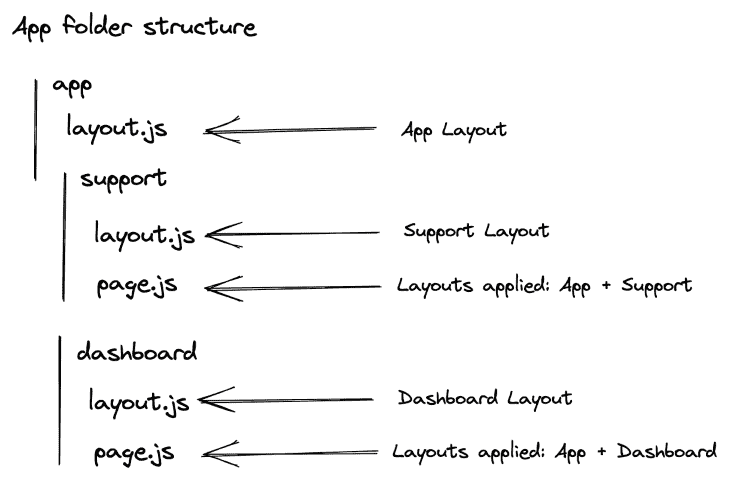 App folder structure
app
layout.js App Layout
support
layout.js Support Layout
page.js Layouts applied: App + Support
dashboard
layout.js Dashboard Layout
page.js Layouts applied: App + Dashboard